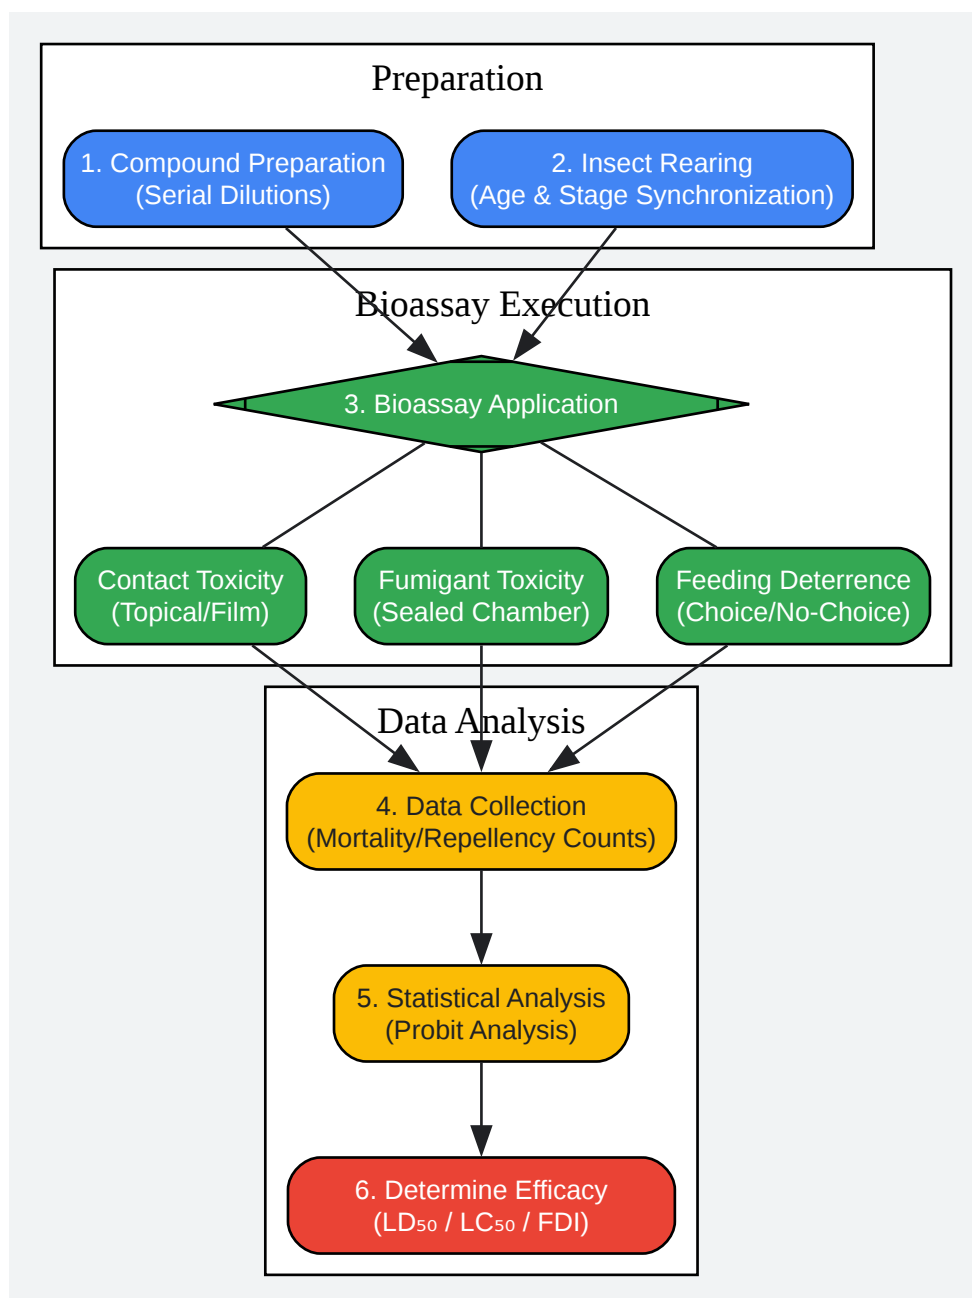 Preparation
1. Compound Preparation
(Serial Dilutions)
2. Insect Rearing
(Age & Stage Synchronization)
Bioassay Execution
3. Bioassay Application
Contact Toxicity
(Topical/Film)
Fumigant Toxicity
(Sealed Chamber)
Feeding Deterrence
(Choice/No-Choice)
Data Analysis
4. Data Collection
(Mortality/Repellency Counts)
5. Statistical Analysis
(Probit Analysis)
6. Determine Efficacy
(LD₅₀ / LC₅₀ / FDI)